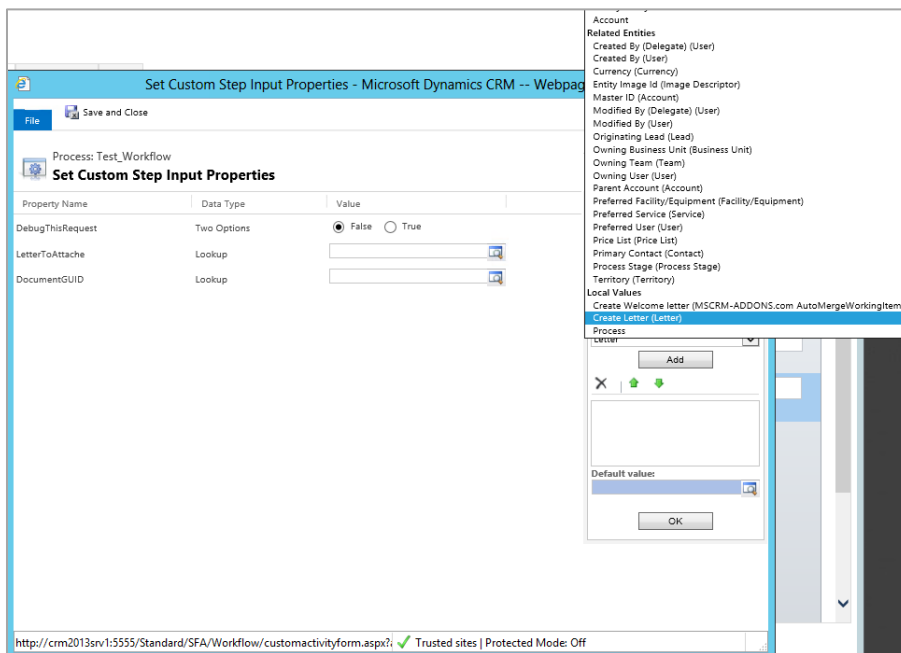 Account
Related Entities
Created By (Delegate) (User)
Created By (User)
Currency (Currency)
Entity Image Id (Image Descriptor)
Master ID (Account)
Modified By (Delegate) (User)
Modified By (User)
Originating Lead (Lead)
Owning Business Unit (Business Unit)
Owning Team (Team)
Owning User (User)
Parent Account (Account)
Preferred Facility/Equipment (Facility/Equipment)
Preferred Service (Service)
Preferred User (User)
Price List (Price List)
Primary Contact (Contact)
Process Stage (Process Stage)
Territory (Territory)
Local Values
Create Welcome letter (MSCRM-ADDONS.com AutoMergeWorkingItem
Create Letter (Letter)
Process
Letter
Add
Default value:
OK
Set Custom Step Input Properties - Microsoft Dynamics CRM -- Webpag
File
Save and Close
Process: Test_Workflow
Set Custom Step Input Properties
Property Name Data Type Value
DebugThisRequest Two Options False True
LetterToAttache Lookup
DocumentGUID Lookup
http://crm2013srv1:5555/Standard/SFA/Workflow/customactivityform.aspx? Trusted sites | Protected Mode: Off